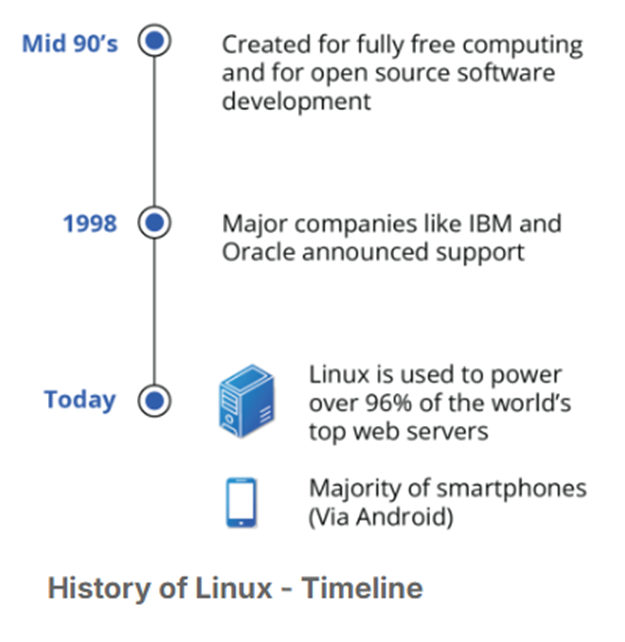 Mid 90's
Created for fully free computing
and for open source software
development
1998
Major companies like IBM and
Oracle announced support
Today
Linux is used to power
over 96% of the world's
top web servers
Majority of smartphones
(Via Android)
History of Linux - Timeline